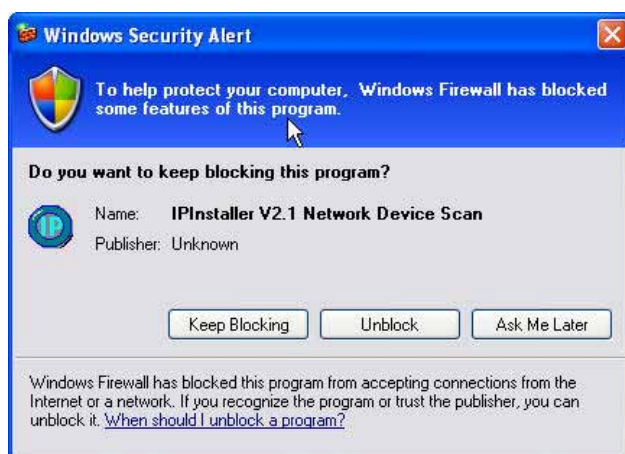 Windows Security Alert
To help protect your computer, Windows Firewall has blocked
some features of this program.
Do you want to keep blocking this program?
IP
Name: IPInstaller V2.1 Network Device Scan
Publisher: Unknown
Keep Blocking Unblock Ask Me Later
Windows Firewall has blocked this program from accepting connections from the
Internet or a network. If you recognize the program or trust the publisher, you can
unblock it. When should I unblock a program?